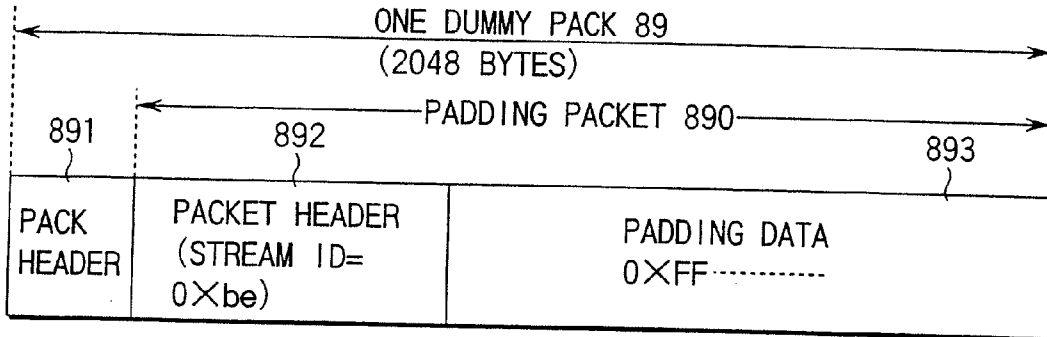 ONE DUMMY PACK 89
(2048 BYTES)
PADDING PACKET 890
891
892
893
PACK
HEADER
PACKET HEADER
(STREAM ID=
0×be)
PADDING DATA
0×FF------------